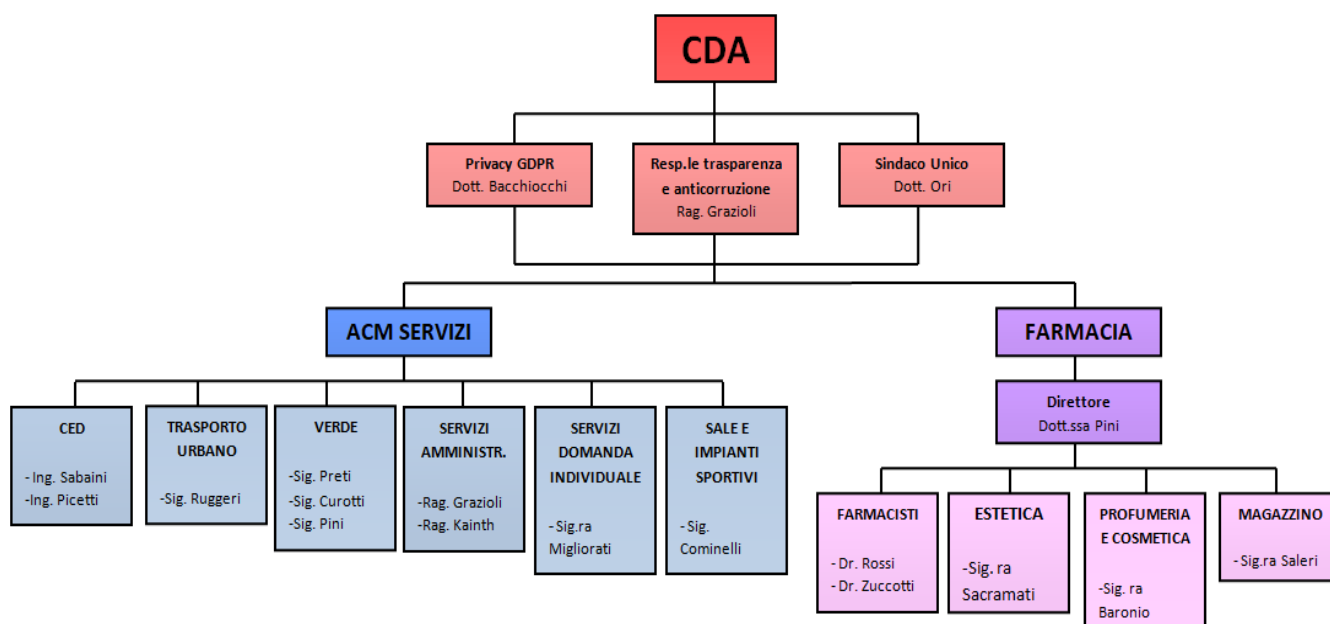 CDA
Privacy GDPR
Dott. Bacchiocchi
Resp.le trasparenza
e anticorruzione
Rag. Grazioli
Sindaco Unico
Dott. Ori
ACM SERVIZI
FARMACIA
Direttore
Dott.ssa Pini
CED
- Ing. Sabaini
-Ing. Picetti
TRASPORTO
URBANO
-Sig. Ruggeri
VERDE
-Sig. Preti
-Sig. Curotti
-Sig. Pini
SERVIZI
AMMINISTR.
-Rag. Grazioli
-Rag. Kainth
SERVIZI
DOMANDA
INDIVIDUALE
-Sig.ra
Migliorati
SALE E
IMPIANTI
SPORTIVI
-Sig.
Cominelli
FARMACISTI
- Dr. Rossi
- Dr. Zuccotti
ESTETICA
-Sig. ra
Sacramati
PROFUMERIA
E COSMETICA
-Sig. ra
Baronio
MAGAZZINO
-Sig.ra Saleri